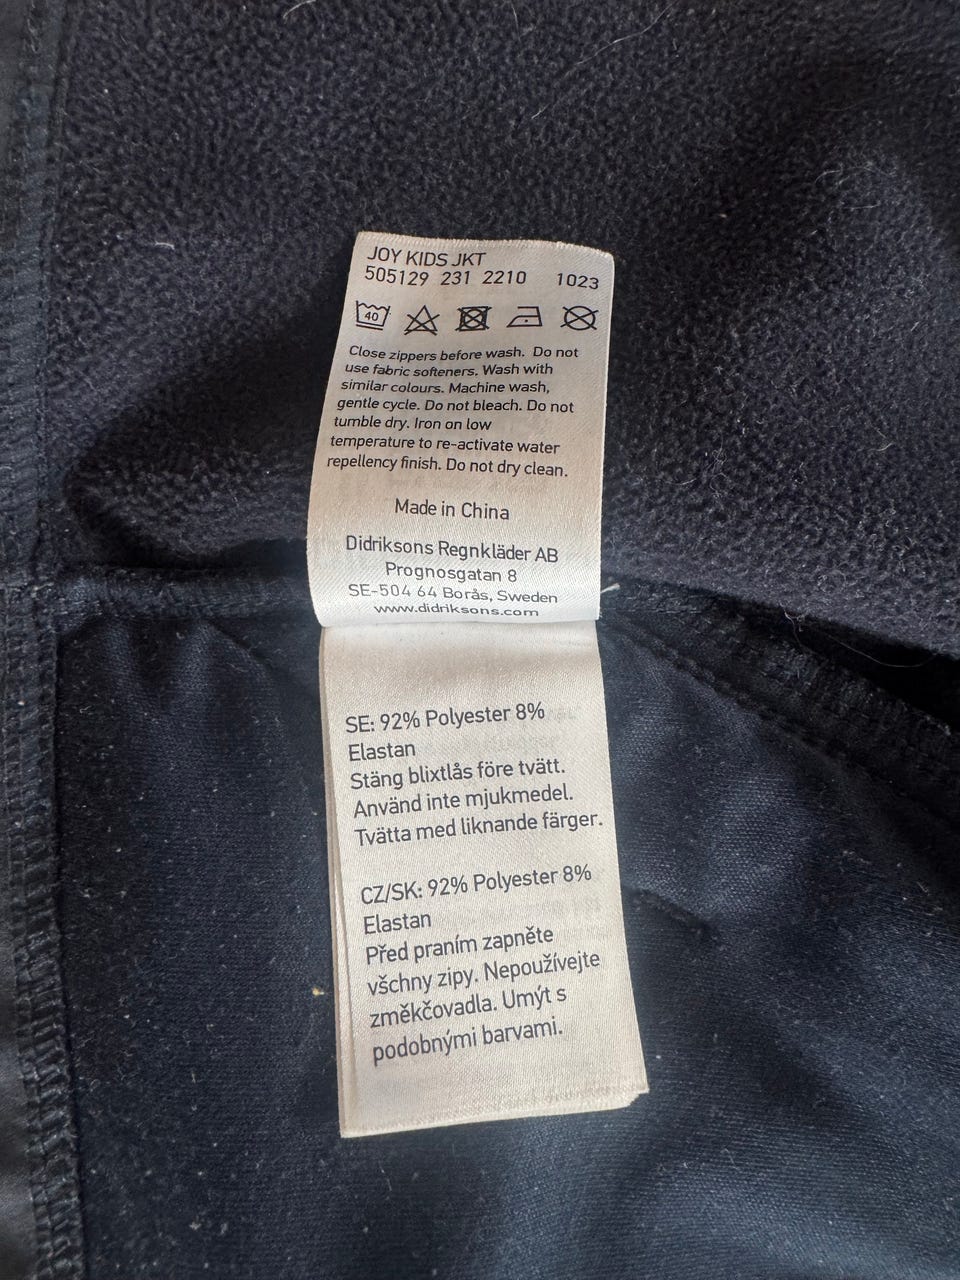 JOY KIDS JKT
505129 231 2210 1023
40
Close zippers before wash. Do not
use fabric softeners. Wash with
similar colours. Machine wash,
gentle cycle. Do not bleach. Do not
tumble dry. Iron on low
temperature to re-activate water
repellency finish. Do not dry clean.
Made in China
Didriksons Regnkläder AB
Prognosgatan 8
SE-504 64 Borås, Sweden
www.didriksons.com
SE: 92% Polyester 8%
Elastan
Stäng blixtlås före tvätt.
Använd inte mjukmedel.
Tvätta med liknande färger.
CZ/SK: 92% Polyester 8%
Elastan
Před praním zapněte
všchny zipy. Nepoužívejte
změkčovadla. Umýt s
podobnými barvami.